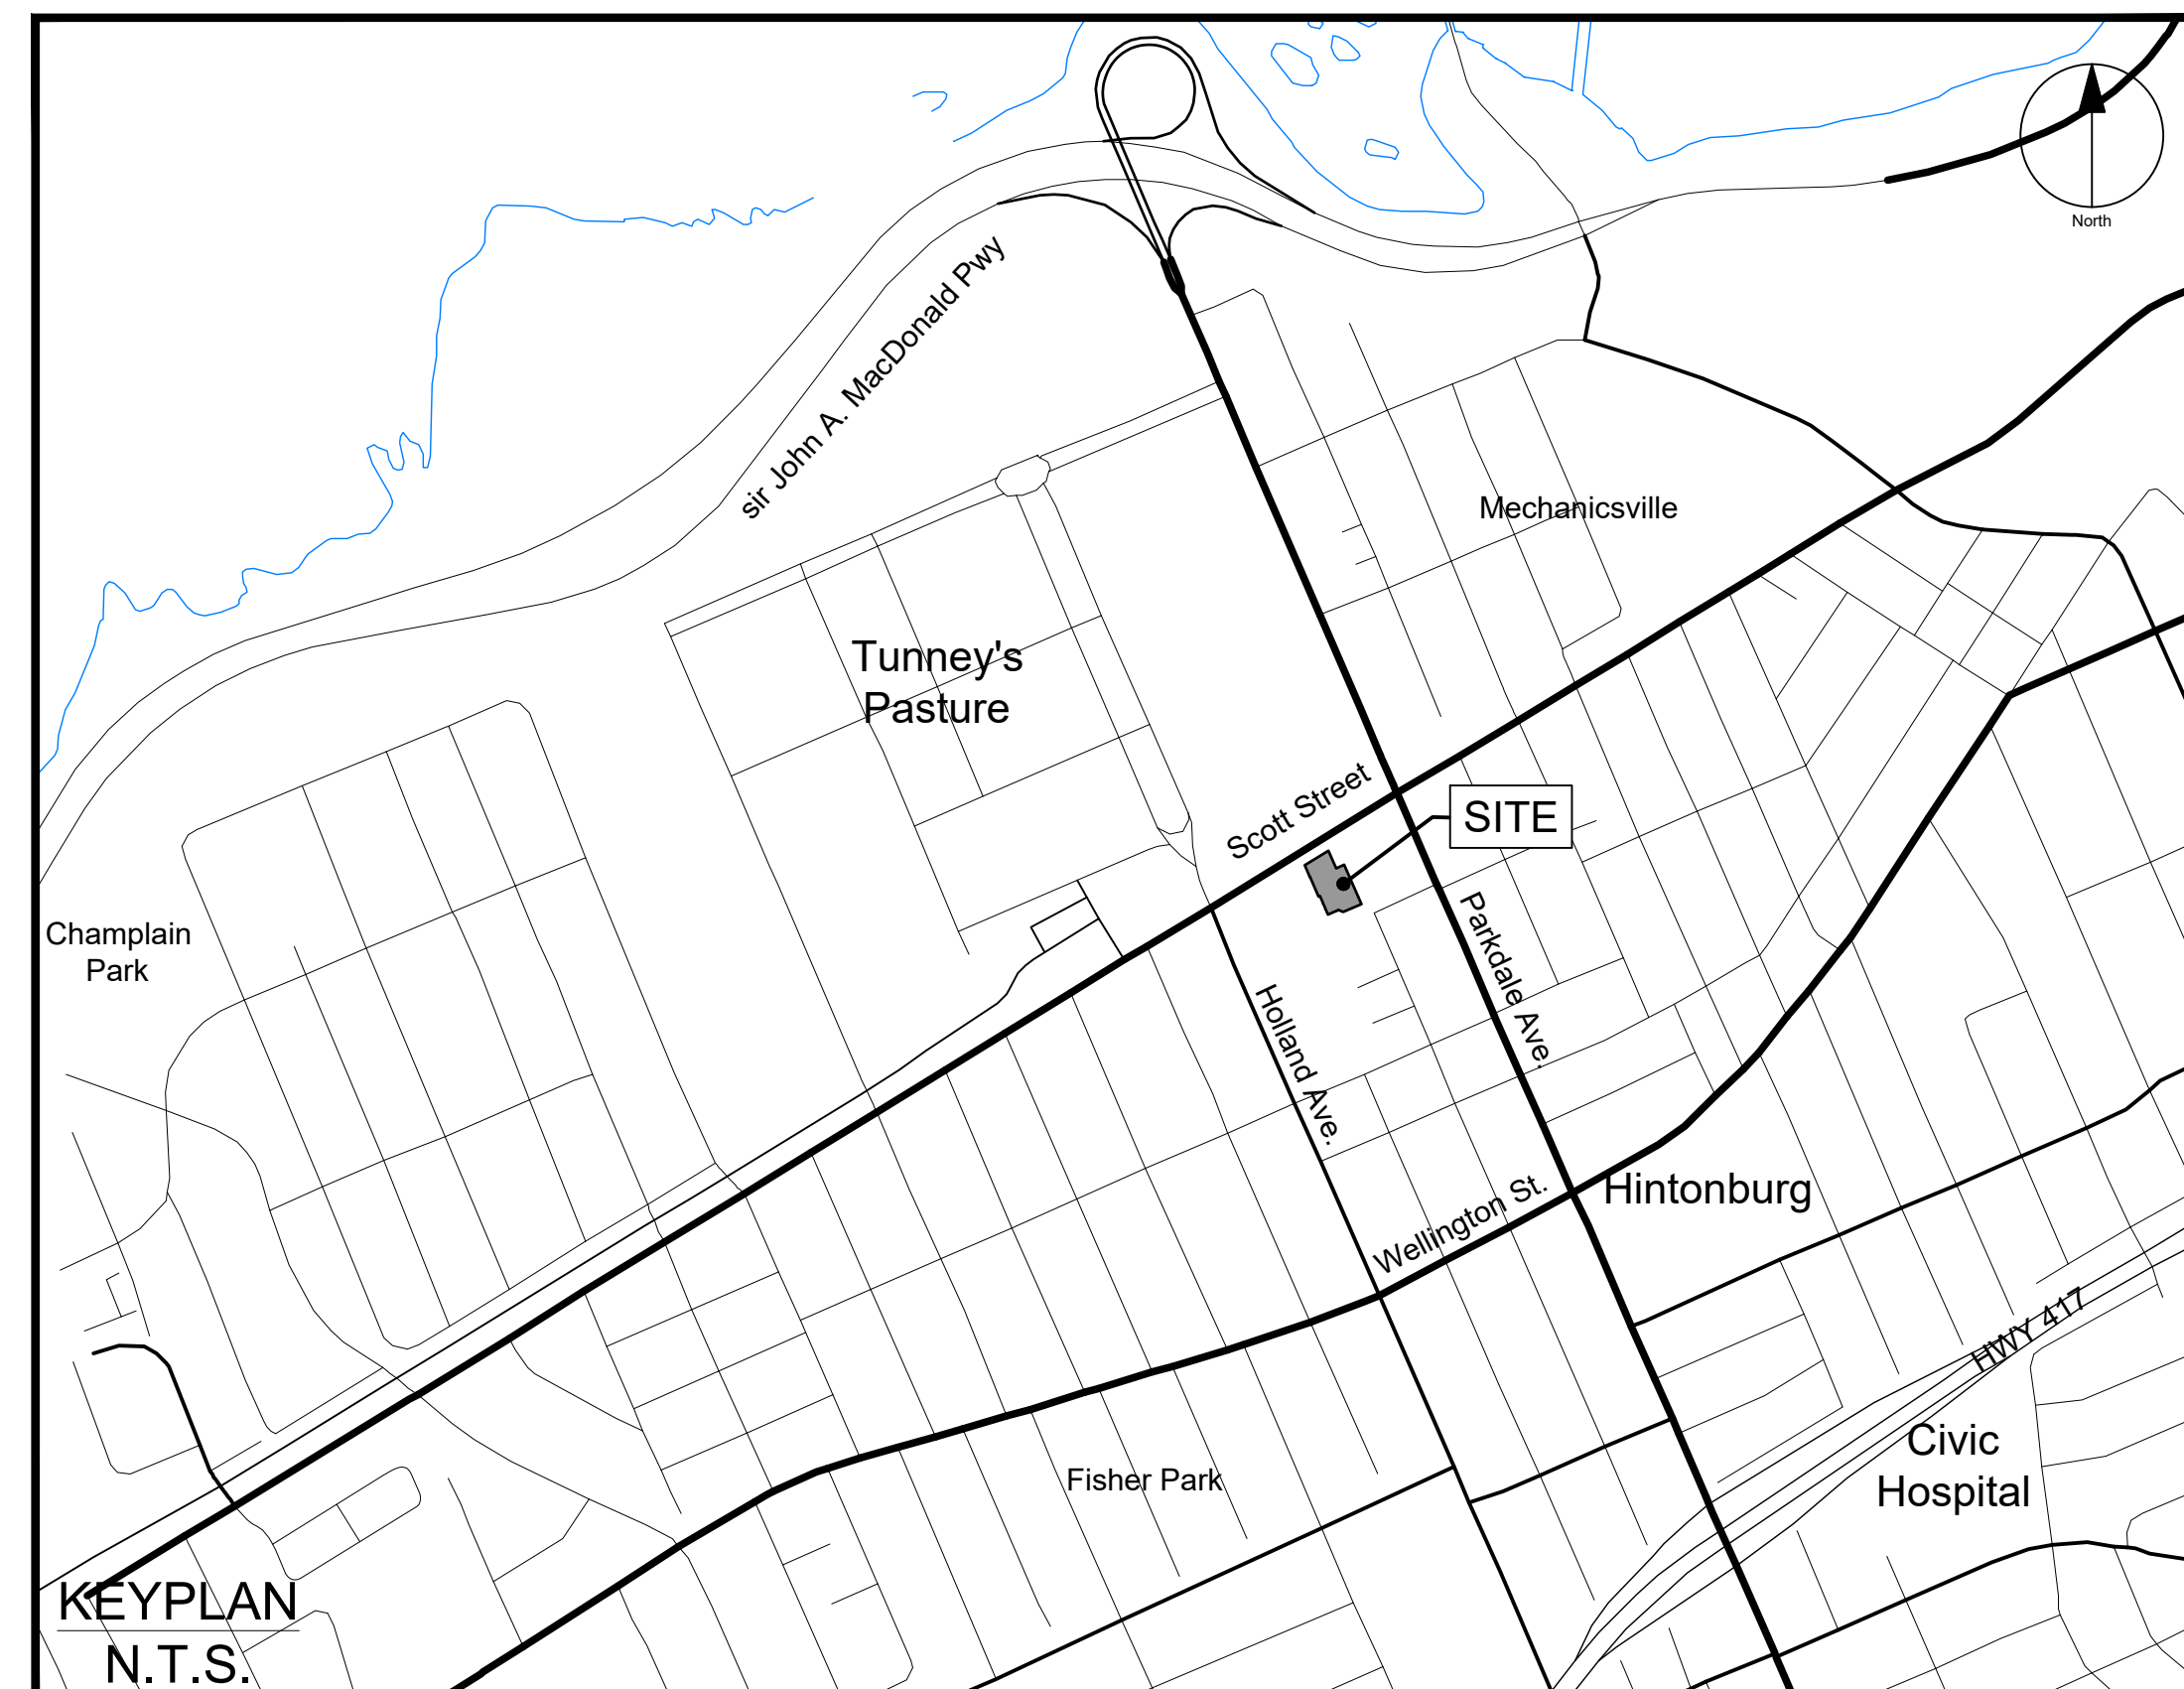 North
sir John A. MacDonald Pwy
Mechanicsville
Tunney's
Pasture
Scott Street
SITE
Champlain
Park
Parkdale Ave.
Holland Ave.
Wellington St.
Hintonburg
HWY 417
Civic
Hospital
Fisher Park
KEYPLAN
N.T.S.